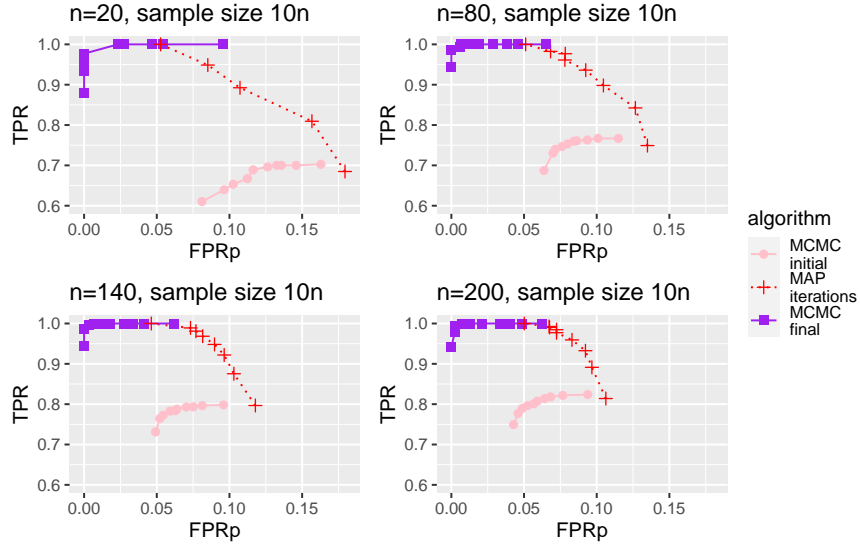 n=20, sample size 10n
1.0
0.9
0.8
0.7
0.6
TPR
0.00 0.05 0.10 0.15
FPRp
n=80, sample size 10n
1.0
0.9
0.8
0.7
0.6
TPR
0.00 0.05 0.10 0.15
FPRp
n=140, sample size 10n
1.0
0.9
0.8
0.7
0.6
TPR
0.00 0.05 0.10 0.15
FPRp
n=200, sample size 10n
1.0
0.9
0.8
0.7
0.6
TPR
0.00 0.05 0.10 0.15
FPRp
algorithm
MCMC
initial
MAP
iterations
MCMC
final